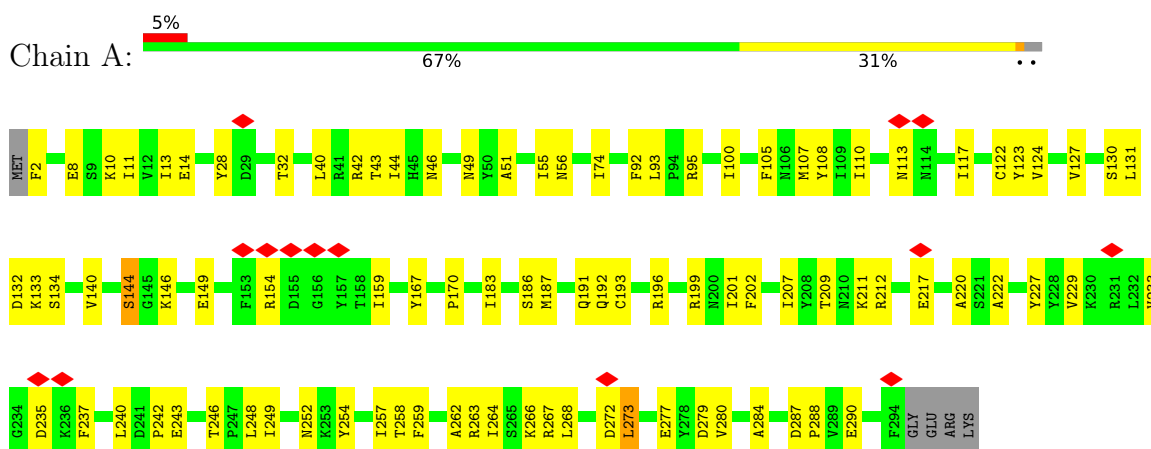 5%
Chain A:
67% 31% • •
MET F2 E8 S9 K10 I11 V12 I13 E14 Y28 D29 T32 L40 R41 R42 T43 I44 H45 N46 N49 Y50 A51 I55 N56 I74 F92 L93 P94 R95 I100 F105 N106 M107 Y108 I109 I110 N113 N114 I117 C122 Y123 V124 V127 S130 L131
D132 K133 S134 V140 S144 G145 K146 E149 F153 R154 D155 G156 Y157 T158 I159 Y167 P170 I183 S186 M187 Q191 Q192 C193 R196 R199 N200 I201 F202 I207 Y208 T209 N210 K211 R212 E217 A220 S221 A222 Y227 Y228 V229 K230 R231 L232
G234 D235 K236 F237 L240 D241 P242 E243 T246 P247 L248 I249 N252 K253 Y254 I257 T258 F259 A262 R263 I264 S265 K266 R267 L268 D272 L273 E277 Y278 D279 V280 A284 D287 P288 V289 E290 F294 GLY GLU ARG LYS